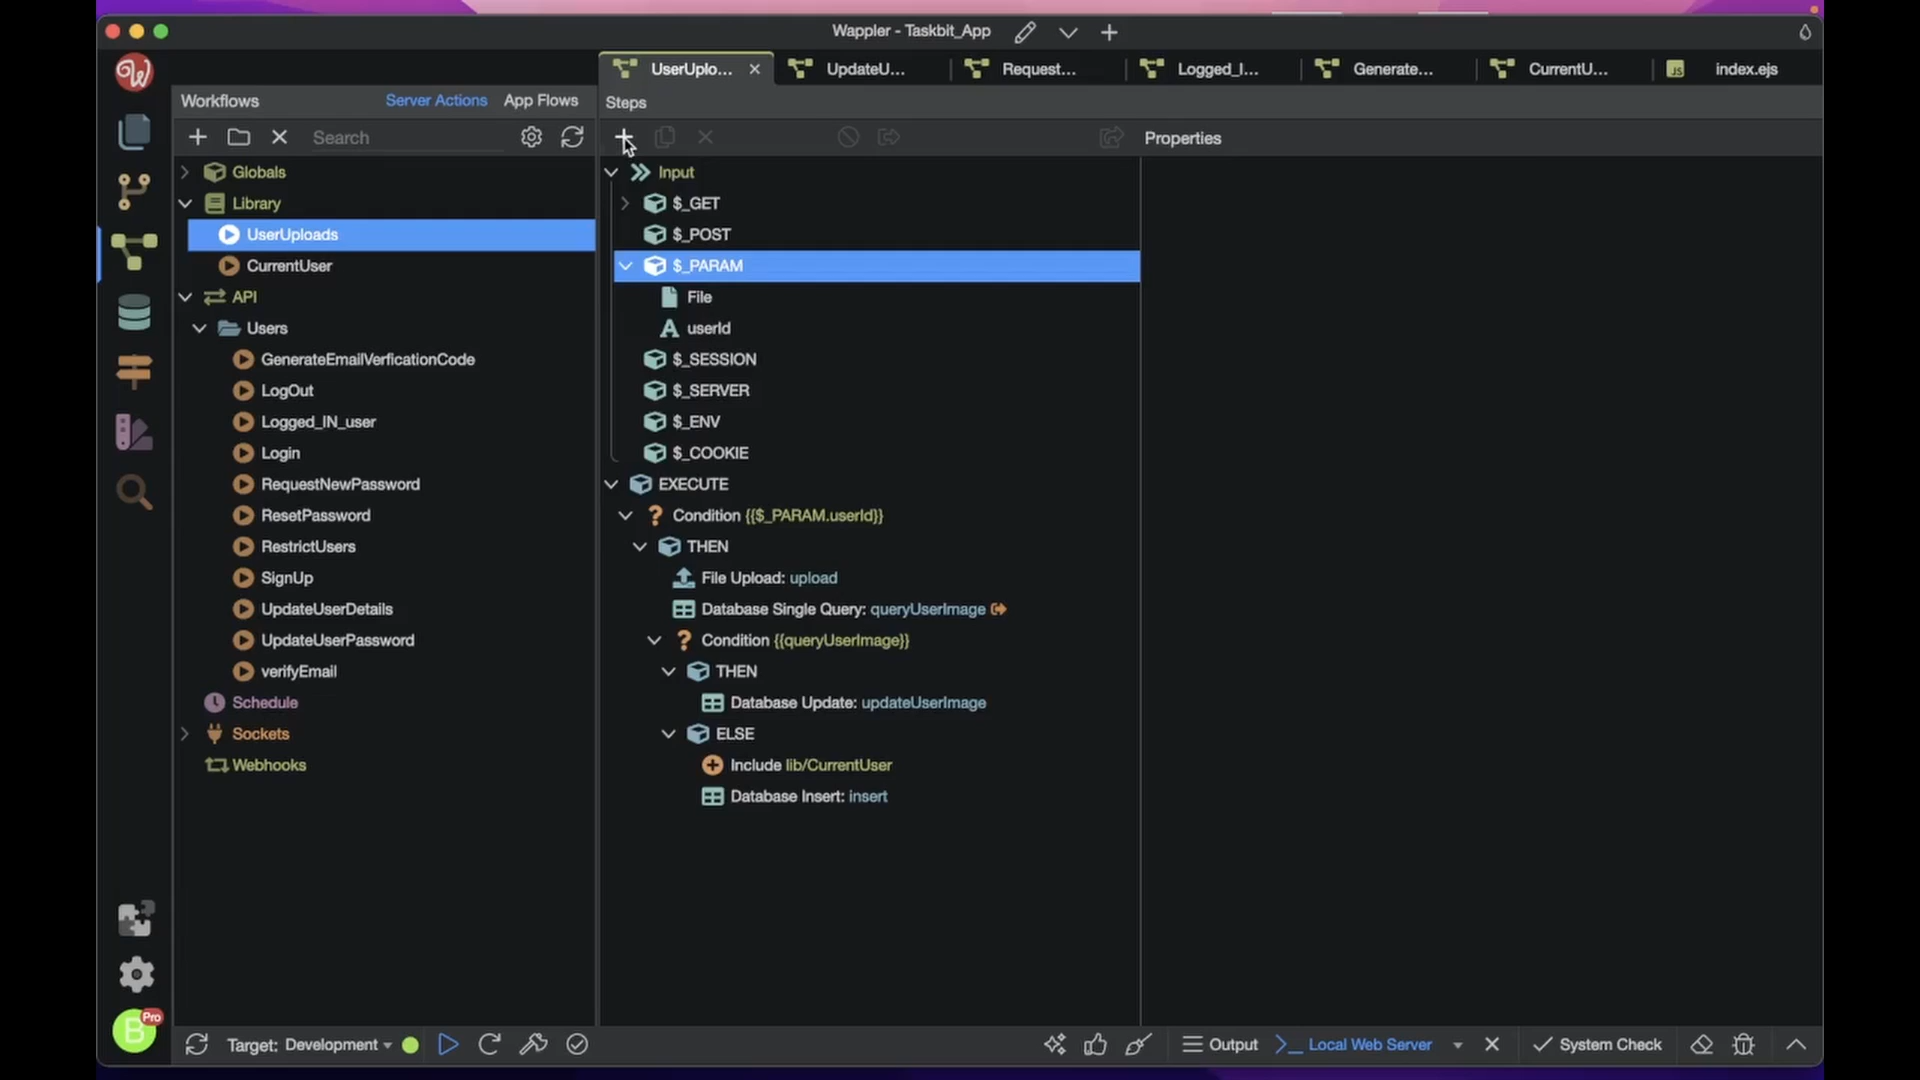 Wappler - Taskbit_App
UserUplo...
UpdateU...
Request...
Logged_I...
Generate...
CurrentU...
JS
index.ejs
Workflows
Server Actions
App Flows
Steps
Search
Properties
Globals
Library
UserUploads
CurrentUser
API
Users
GenerateEmailVerficationCode
LogOut
Logged_IN_user
Login
RequestNewPassword
ResetPassword
RestrictUsers
SignUp
UpdateUserDetails
UpdateUserPassword
verifyEmail
Schedule
Sockets
Webhooks
Input
$_GET
$_POST
$_PARAM
File
userId
$_SESSION
$_SERVER
$_ENV
$_COOKIE
EXECUTE
Condition {{$_PARAM.userId}}
THEN
File Upload: upload
Database Single Query: queryUserImage
Condition {{queryUserImage}}
THEN
Database Update: updateUserImage
ELSE
Include lib/CurrentUser
Database Insert: insert
Pro
B
Target: Development
Output
Local Web Server
System Check